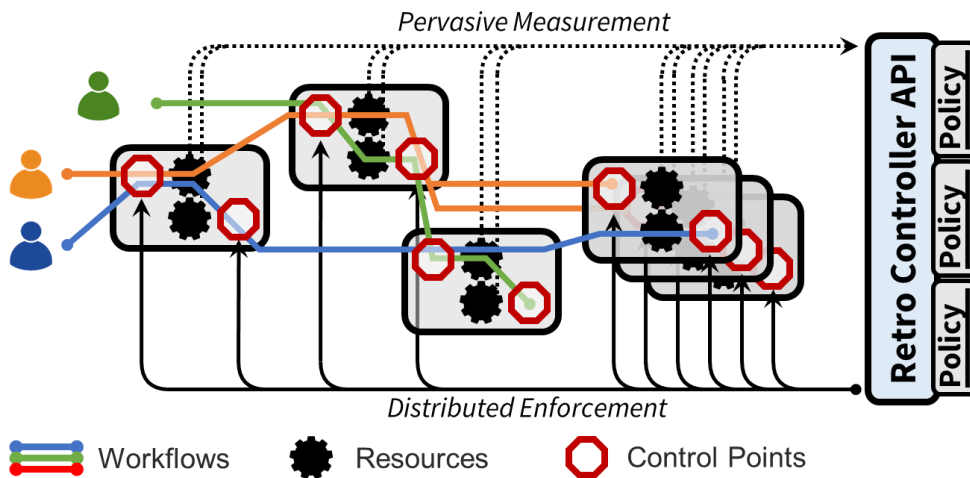 Pervasive Measurement
Retro Controller API
Policy
Policy
Policy
Distributed Enforcement
Workflows
Resources
Control Points